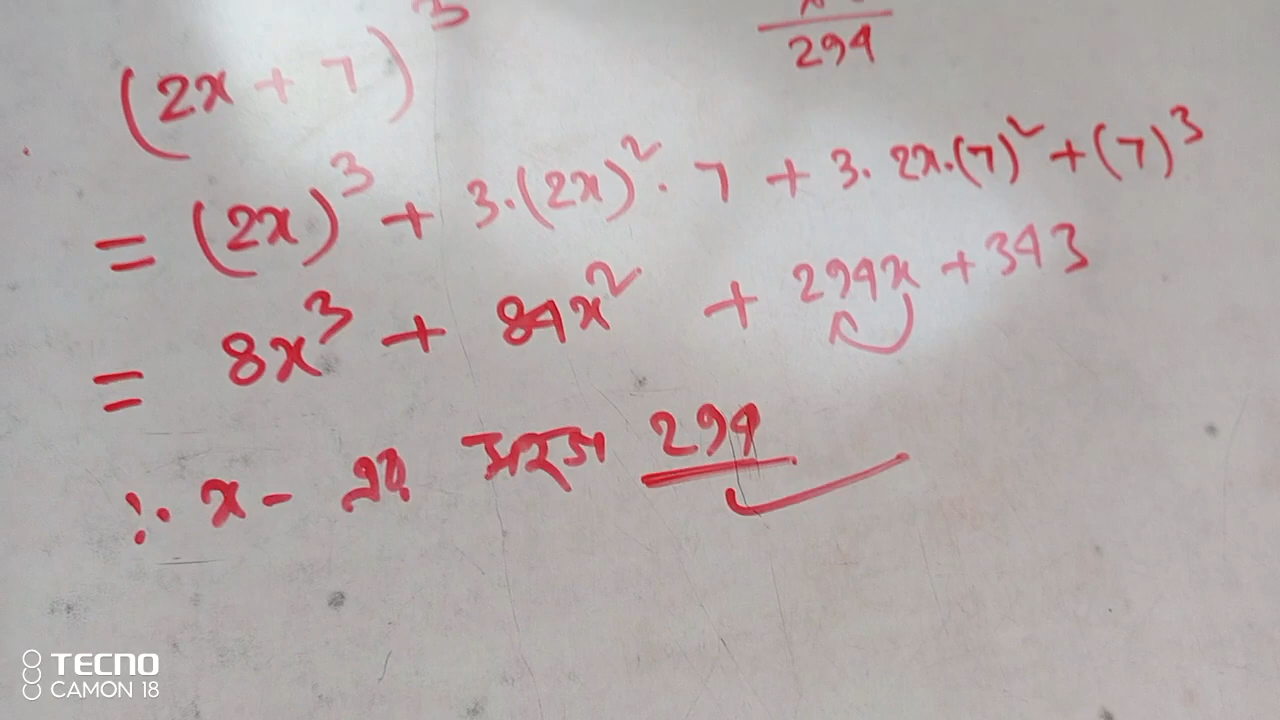 (2x + 7)³
294
= (2x)³ + 3.(2x)². 7 + 3. 2x.(7)² + (7)³
= 8x³ + 84x² + 294x + 343
∴ x - এর সহগ 294
TECNO
CAMON 18